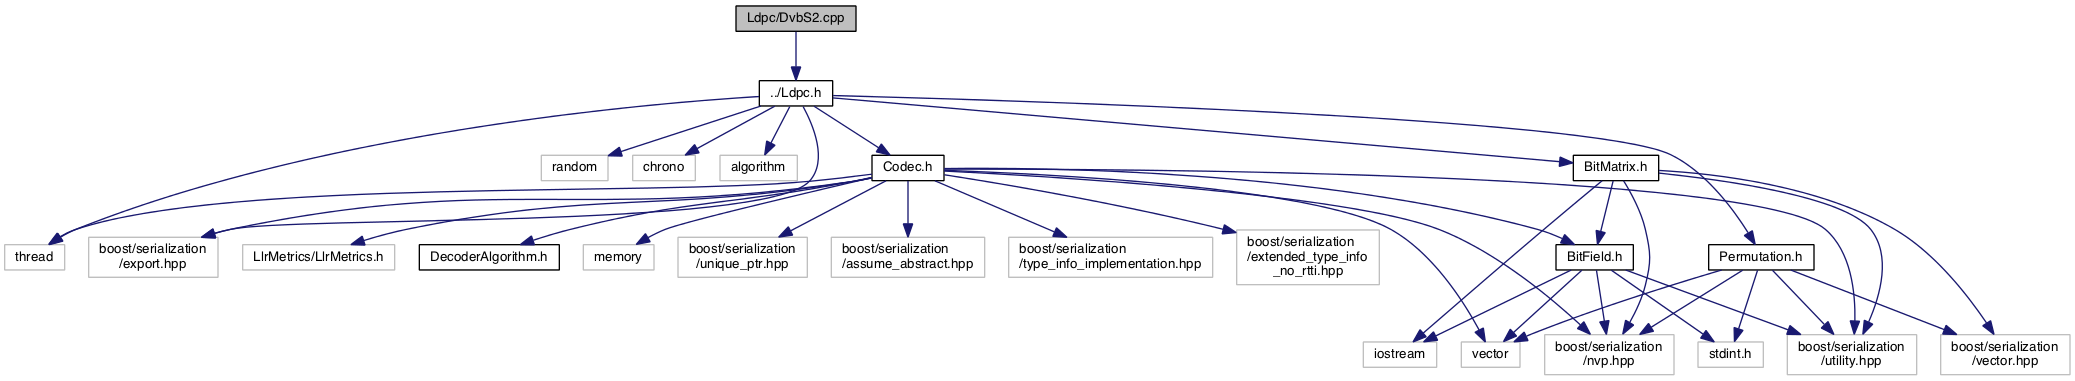 Ldpc/DvbS2.cpp
../Ldpc.h
random
chrono
algorithm
Codec.h
BitMatrix.h
thread
boost/serialization
/export.hpp
LlrMetrics/LlrMetrics.h
DecoderAlgorithm.h
memory
boost/serialization
/unique_ptr.hpp
boost/serialization
/assume_abstract.hpp
boost/serialization
/type_info_implementation.hpp
boost/serialization
/extended_type_info
_no_rtti.hpp
BitField.h
Permutation.h
iostream
vector
boost/serialization
/nvp.hpp
stdint.h
boost/serialization
/utility.hpp
boost/serialization
/vector.hpp